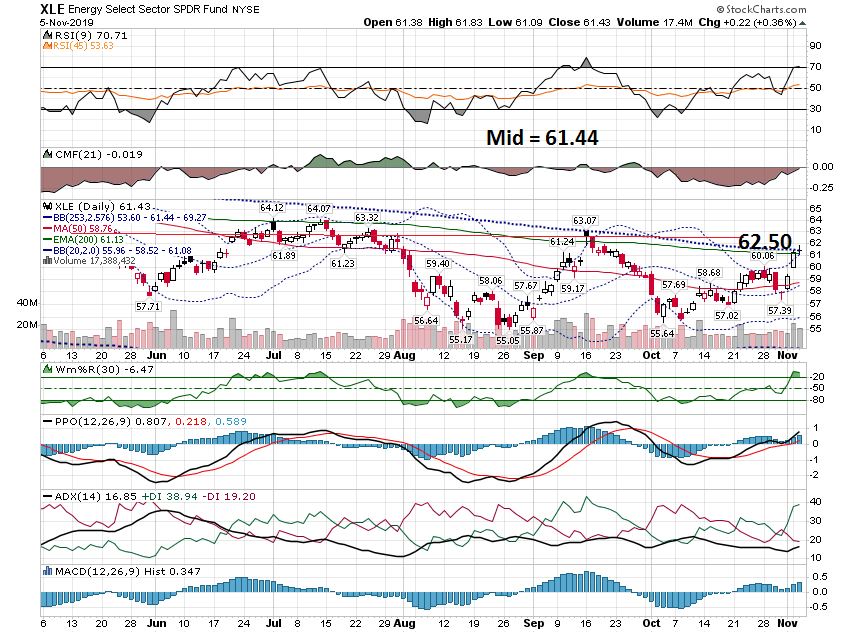 XLE Energy Select Sector SPDR Fund NYSE
© StockCharts.com
5-Nov-2019
Open 61.38 High 61.83 Low 61.09 Close 61.43 Volume 17.4M Chg +0.22 (+0.36%)
RSI(9) 70.71
RSI(45) 53.63
90
70
50
30
10
Mid = 61.44
CMF(21) -0.019
0.00
-0.25
XLE (Daily) 61.43
BB(253,2.576) 53.60 - 61.44 - 69.27
MA(50) 58.76
EMA(200) 61.13
BB(20,2.0) 55.96 - 58.52 - 61.08
Volume 17,388,432
65
64
63
62
61
60
59
58
57
56
55
40M
20M
57.71
64.12
61.89
64.07
61.23
63.32
56.64
59.40
55.17
58.06
55.05
57.67
55.87
61.24
59.17
63.07
55.64
57.69
58.68
57.02
62.50
60.06
57.39
6 13 20 28 Jun 10 17 24 Jul 8 15 22 Aug 12 19 26 Sep 9 16 23 Oct 7 14 21 28 Nov
Wm%R(30) -6.47
-20
-50
-80
PPO(12,26,9) 0.807, 0.218, 0.589
1
0
-1
-2
ADX(14) 16.85 +DI 38.94 -DI 19.20
40
30
20
10
MACD(12,26,9) Hist 0.347
0.5
0.0
-0.5
6 13 20 28 Jun 10 17 24 Jul 8 15 22 Aug 12 19 26 Sep 9 16 23 Oct 7 14 21 28 Nov